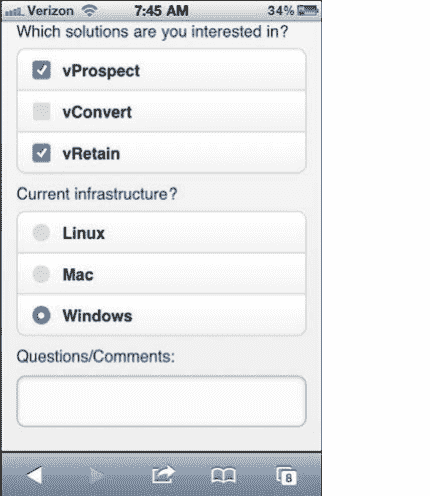 Verizon 7:45 AM 34%
Which solutions are you interested in?
vProspect
vConvert
vRetain
Current infrastructure?
Linux
Mac
Windows
Questions/Comments:
8